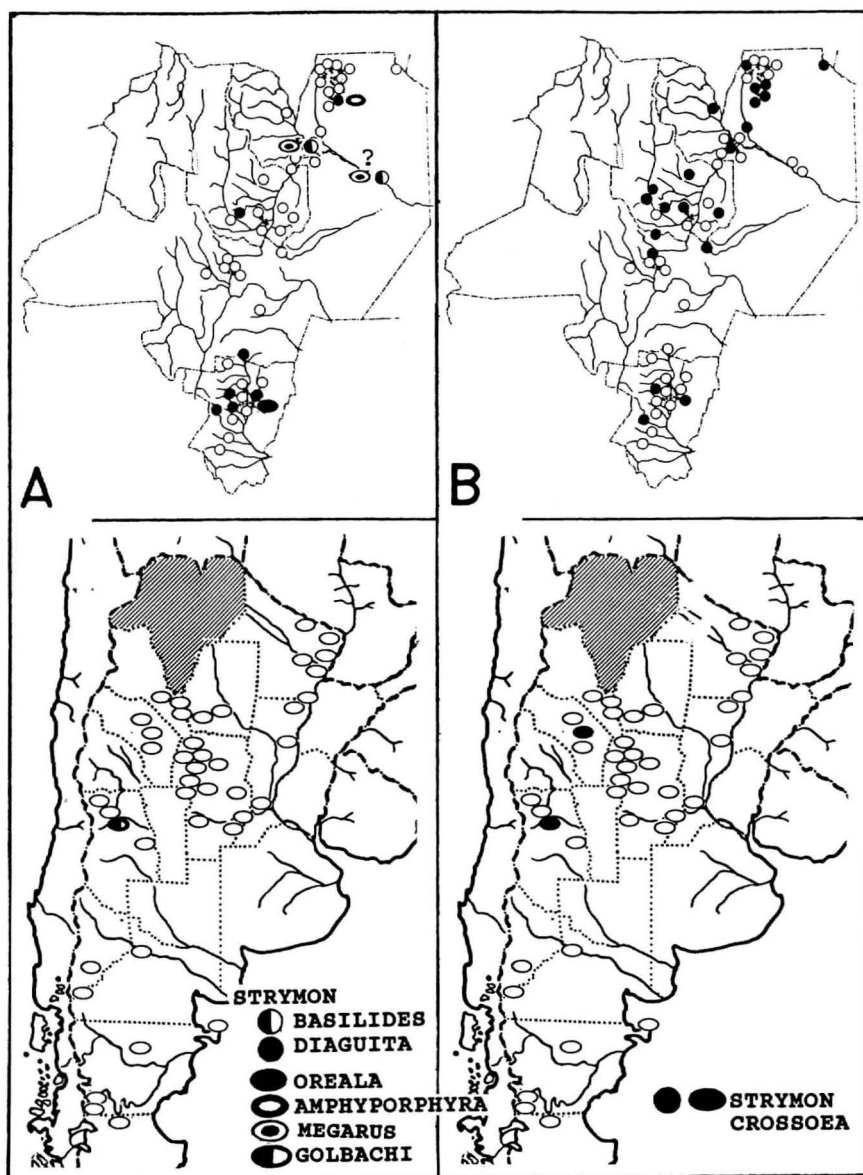 ?
A
B
STRYMON
BASILIDES
DIAGUITA
OREALA
AMPHYPORPHYRA
MEGARUS
GOLBACHI
STRYMON
CROSSOEA